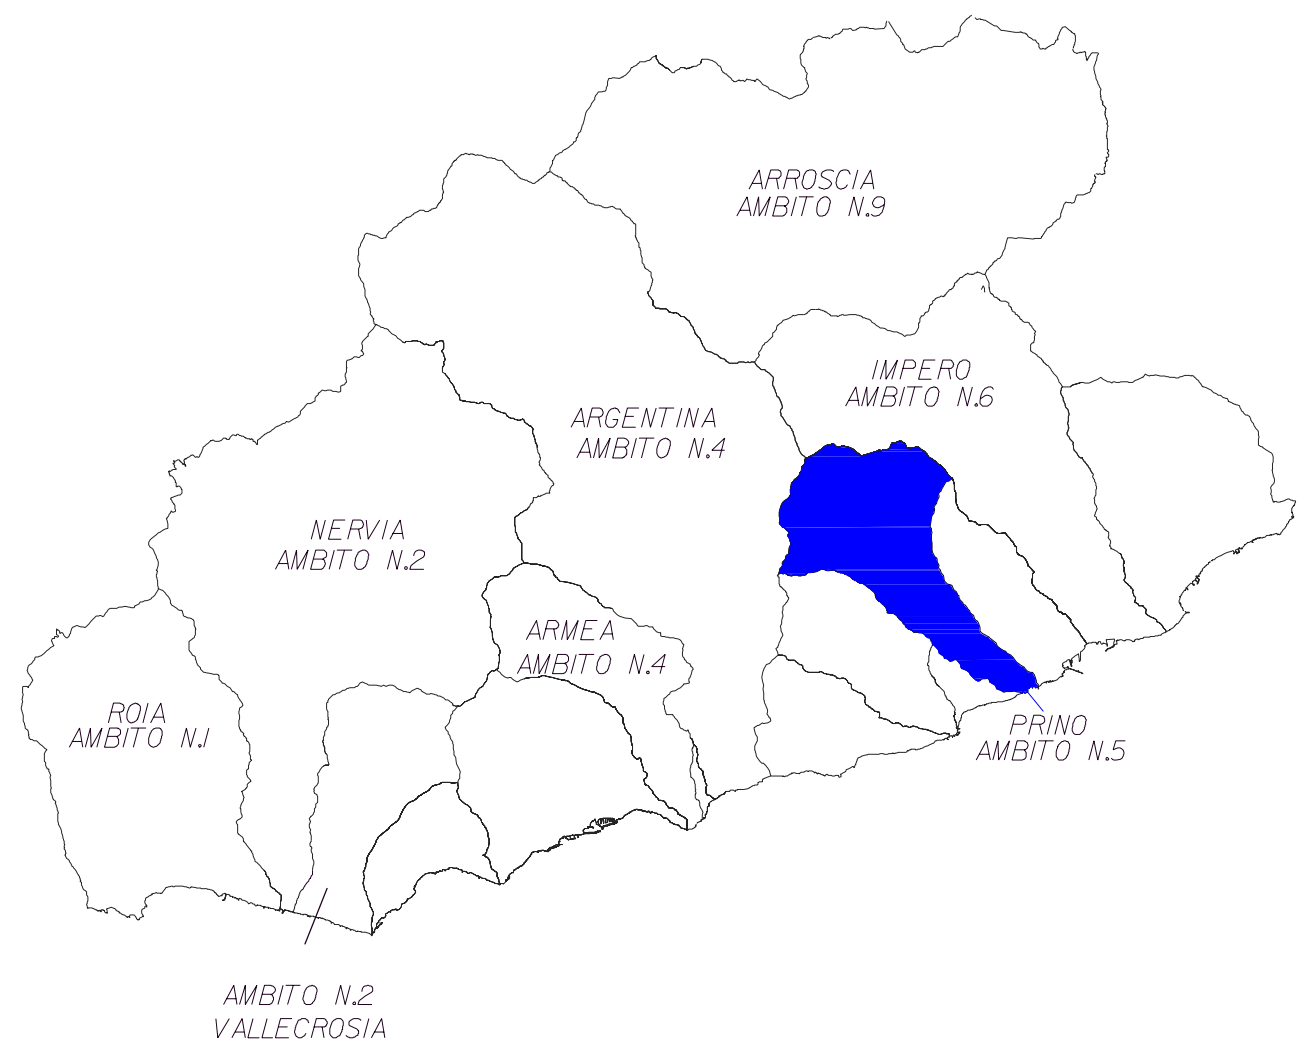 ARROSCIA
AMBITO N.9
IMPERO
AMBITO N.6
ARGENTINA
AMBITO N.4
NERVIA
AMBITO N.2
ARMEA
AMBITO N.4
ROIA
AMBITO N.1
PRINO
AMBITO N.5
AMBITO N.2
VALLECROSIA